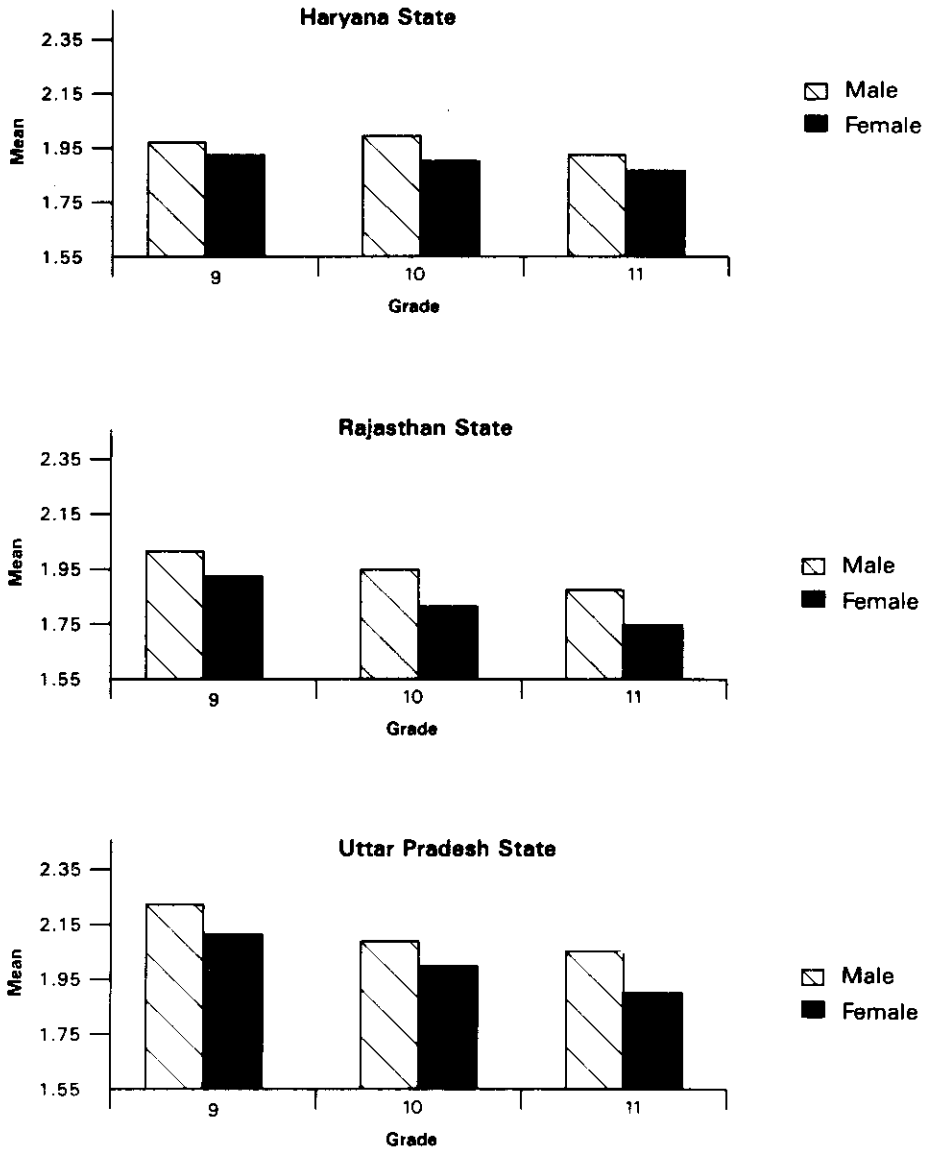 Haryana State
2.35
2.15
1.95
1.75
1.55
Mean
9
10
11
Grade
Male
Female
Rajasthan State
2.35
2.15
1.95
1.75
1.55
Mean
9
10
11
Grade
Male
Female
Uttar Pradesh State
2.35
2.15
1.95
1.75
1.55
Mean
9
10
11
Grade
Male
Female